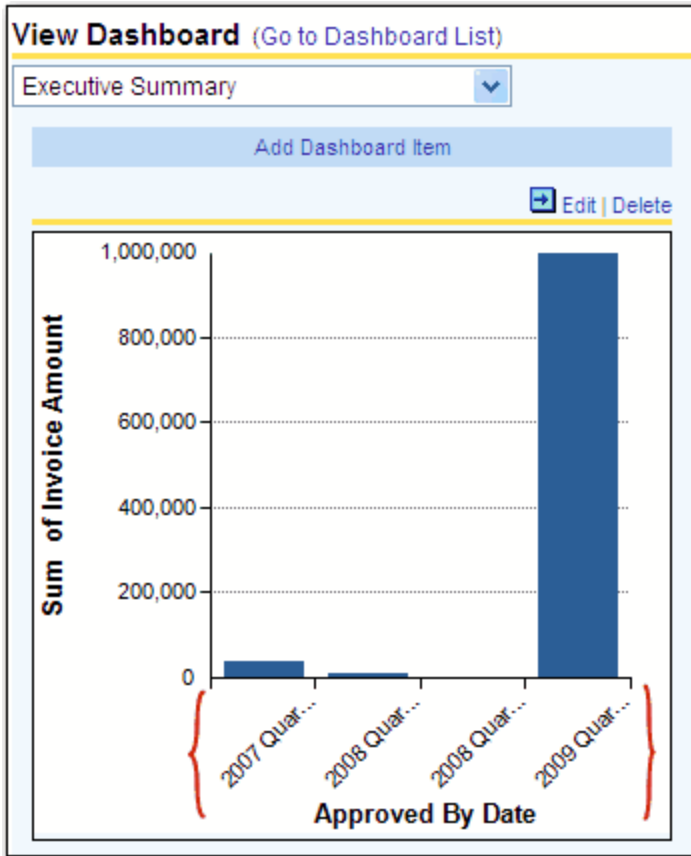 View Dashboard (Go to Dashboard List)
Executive Summary
Add Dashboard Item
Edit | Delete
1,000,000
800,000
600,000
400,000
200,000
0
Sum of Invoice Amount
2007 Quar...
2008 Quar...
2008 Quar...
2009 Quar...
Approved By Date